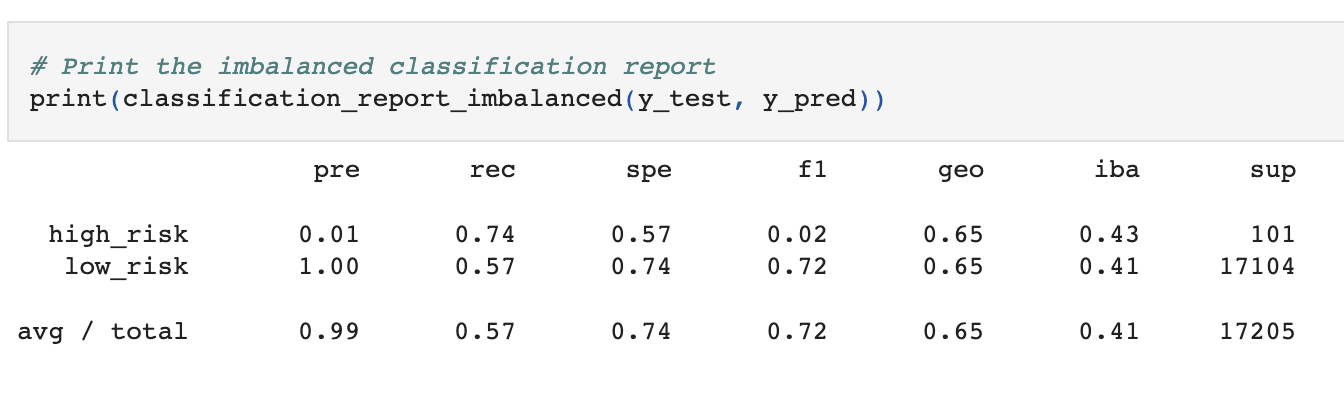 # Print the imbalanced classification report
print(classification_report_imbalanced(y_test, y_pred))
pre rec spe f1 geo iba sup
high_risk 0.01 0.74 0.57 0.02 0.65 0.43 101
low_risk 1.00 0.57 0.74 0.72 0.65 0.41 17104
avg / total 0.99 0.57 0.74 0.72 0.65 0.41 17205